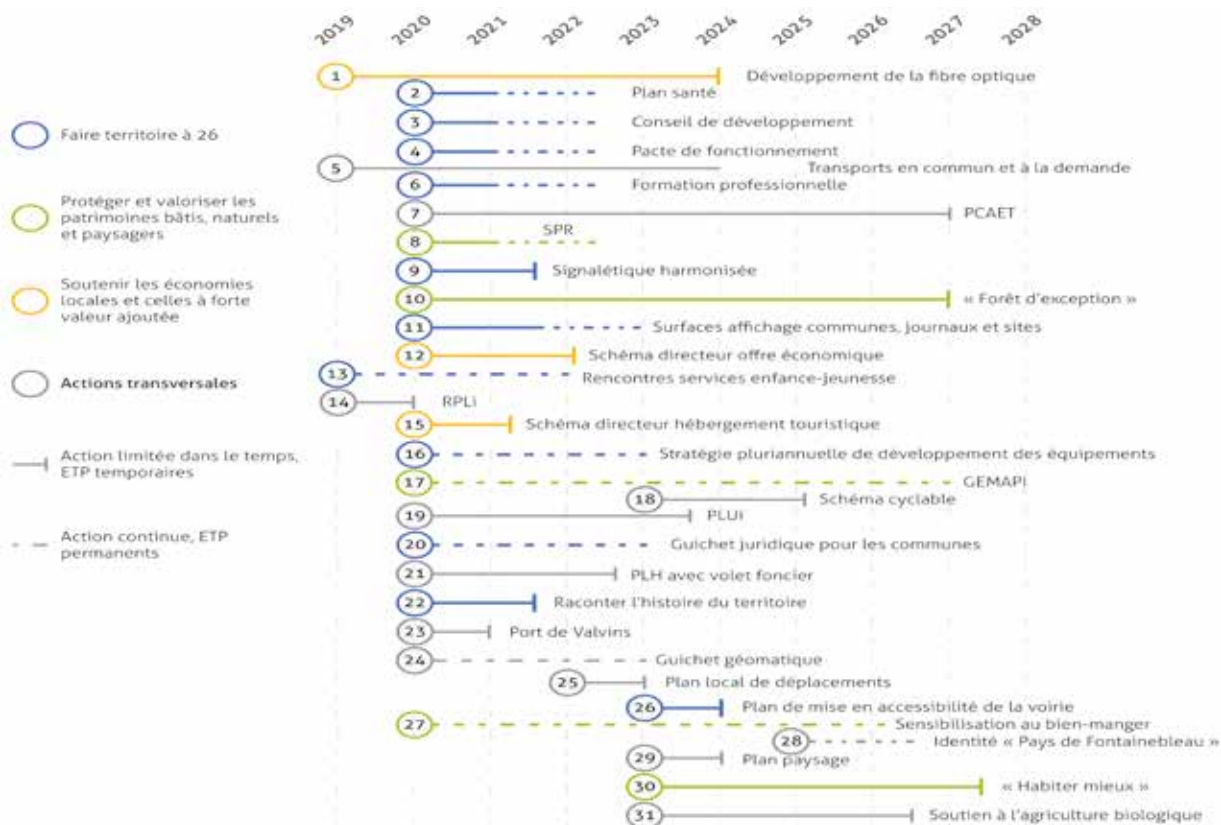 2019 2020 2021 2022 2023 2024 2025 2026 2027 2028
1 Développement de la fibre optique
2 Plan santé
3 Conseil de développement
Faire territoire à 26
4 Pacte de fonctionnement
5 Transports en commun et à la demande
6 Formation professionnelle
Protéger et valoriser les
patrimoines bâtis, naturels
et paysagers
7 PCAET
8 SPR
9 Signalétique harmonisée
Soutenir les économies
locales et celles à forte
valeur ajoutée
10 « Forêt d'exception »
11 Surfaces affichage communes, journaux et sites
12 Schéma directeur offre économique
Actions transversales
13 Rencontres services enfance-jeunesse
14 RPLi
15 Schéma directeur hébergement touristique
Action limitée dans le temps,
ETP temporaires
16 Stratégie pluriannuelle de développement des équipements
17 GEMAPI
18 Schéma cyclable
19 PLUi
Action continue, ETP
permanents
20 Guichet juridique pour les communes
21 PLH avec volet foncier
22 Raconter l'histoire du territoire
23 Port de Valvins
24 Guichet géomatique
25 Plan local de déplacements
26 Plan de mise en accessibilité de la voirie
27 Sensibilisation au bien-manger
28 Identité « Pays de Fontainebleau »
29 Plan paysage
30 « Habiter mieux »
31 Soutien à l'agriculture biologique